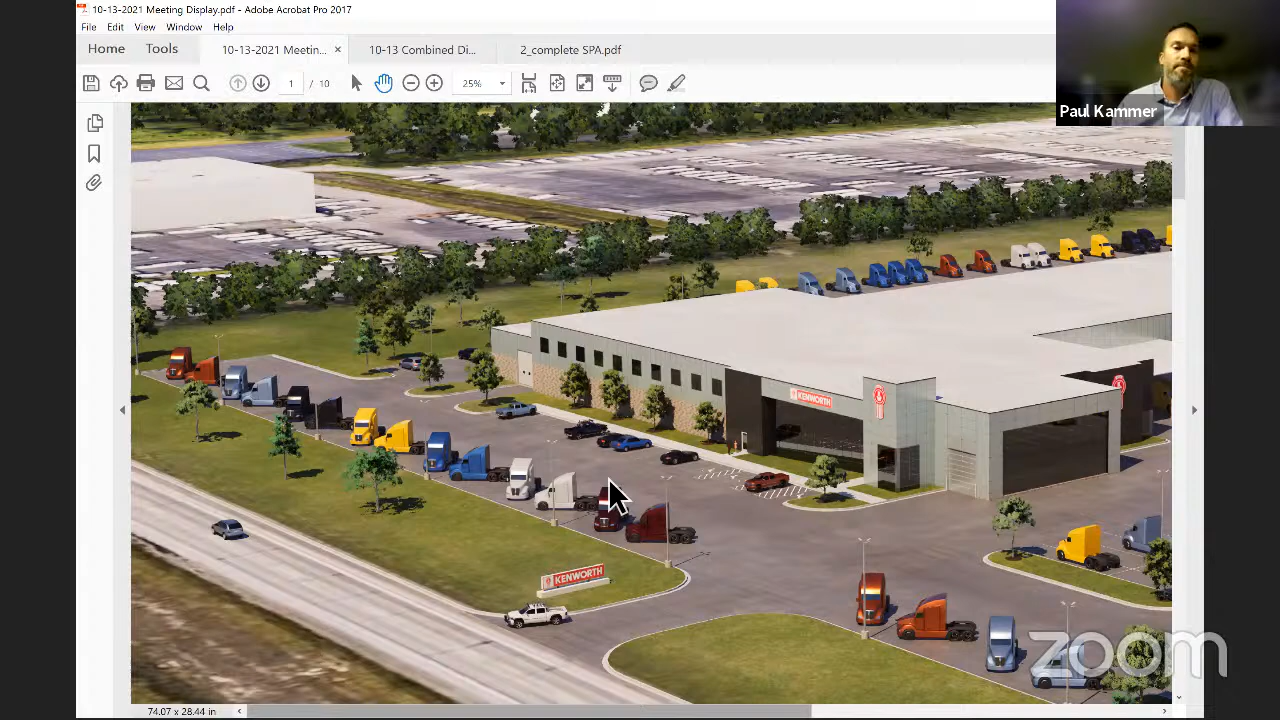 10-13-2021 Meeting Display.pdf - Adobe Acrobat Pro 2017
File Edit View Window Help
Home Tools 10-13-2021 Meetin... × 10-13 Combined Di... 2_complete SPA.pdf
1 / 10 25%
Paul Kammer
KENWORTH
KENWORTH
zoom
74.07 x 28.44 in